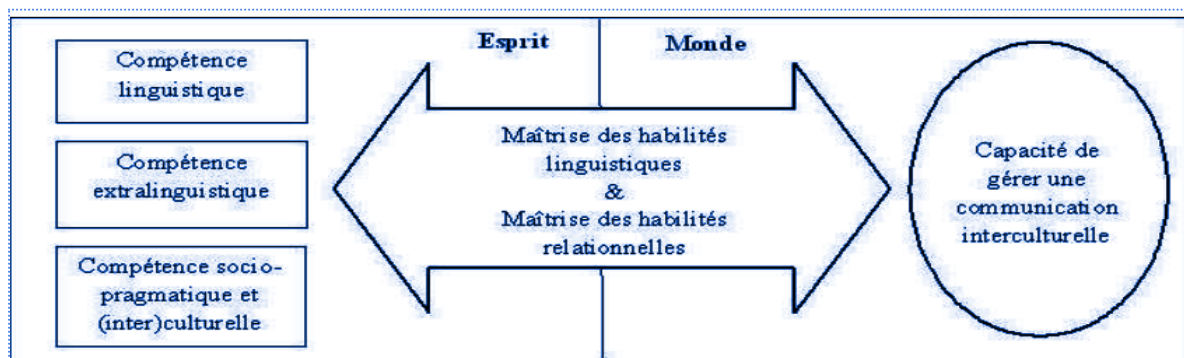 Compétence
linguistique
Compétence
extralinguistique
Compétence socio-
pragmatique et
(inter)culturelle
Esprit
Monde
Maîtrise des habilités
linguistiques
&
Maîtrise des habilités
relationnelles
Capacité de
gérer une
communication
interculturelle